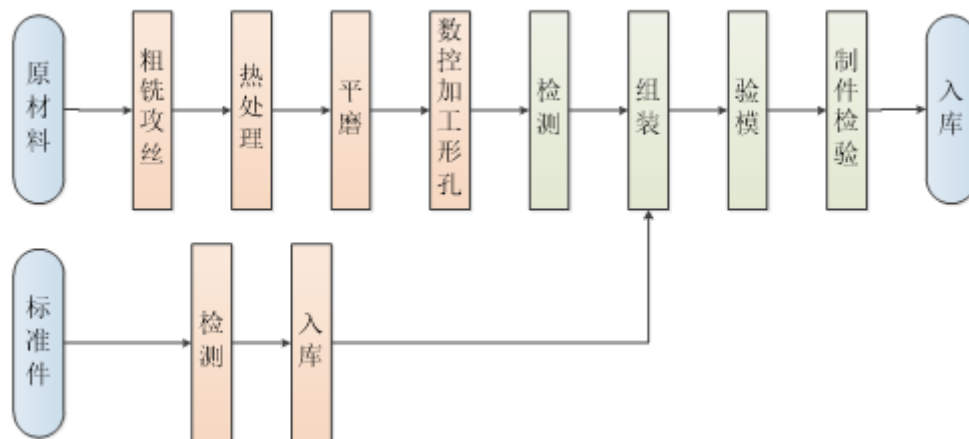 原材料
粗铣攻丝
热处理
平磨
数控加工形孔
检测
组装
验模
制件检验
入库
标准件
检测
入库